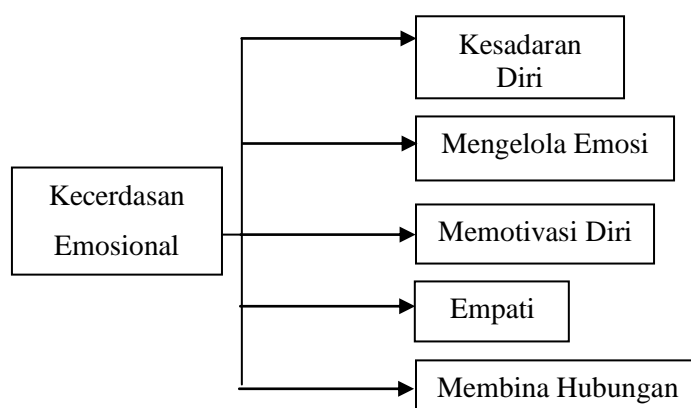 Kesadaran
Diri
Mengelola Emosi
Kecerdasan
Emosional
Memotivasi Diri
Empati
Membina Hubungan